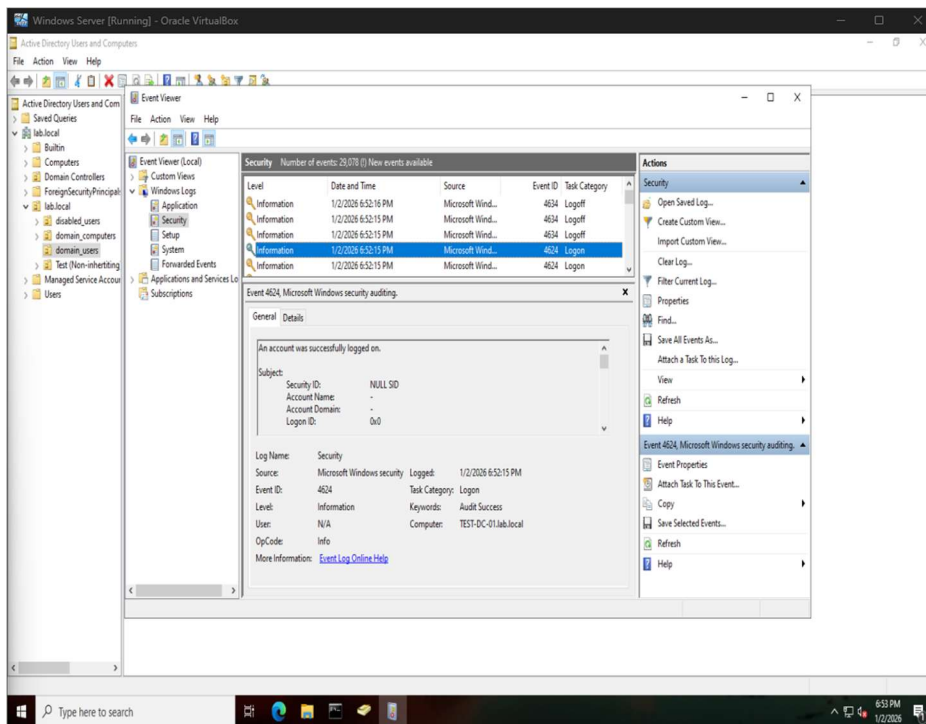 Windows Server [Running] - Oracle VirtualBox
Active Directory Users and Computers
File Action View Help
Active Directory Users and Com
Saved Queries
lab.local
Builtin
Computers
Domain Controllers
ForeignSecurityPrincipals
lab.local
disabled_users
domain_computers
domain_users
Test (Non-inheriting
Managed Service Accour
Users
Event Viewer
File Action View Help
Event Viewer (Local)
Custom Views
Windows Logs
Application
Security
Setup
System
Forwarded Events
Applications and Services Lo
Subscriptions
Security Number of events: 29,078 (!) New events available
Level Date and Time Source Event ID Task Category
Information 1/2/2026 6:52:16 PM Microsoft Wind... 4634 Logoff
Information 1/2/2026 6:52:15 PM Microsoft Wind... 4634 Logoff
Information 1/2/2026 6:52:15 PM Microsoft Wind... 4634 Logoff
Information 1/2/2026 6:52:15 PM Microsoft Wind... 4624 Logon
Information 1/2/2026 6:52:15 PM Microsoft Wind... 4624 Logon
Event 4624, Microsoft Windows security auditing.
General Details
An account was successfully logged on.
Subject:
Security ID: NULL SID
Account Name: -
Account Domain: -
Logon ID: 0x0
Log Name: Security
Source: Microsoft Windows security Logged: 1/2/2026 6:52:15 PM
Event ID: 4624 Task Category: Logon
Level: Information Keywords: Audit Success
User: N/A Computer: TEST-DC-01.lab.local
OpCode: Info
More Information: Event Log Online Help
Actions
Security
Open Saved Log...
Create Custom View...
Import Custom View...
Clear Log...
Filter Current Log...
Properties
Find...
Save All Events As...
Attach a Task To this Log...
View
Refresh
Help
Event 4624, Microsoft Windows security auditing.
Event Properties
Attach Task To This Event...
Copy
Save Selected Events...
Refresh
Help
Type here to search
6:53 PM
1/2/2026